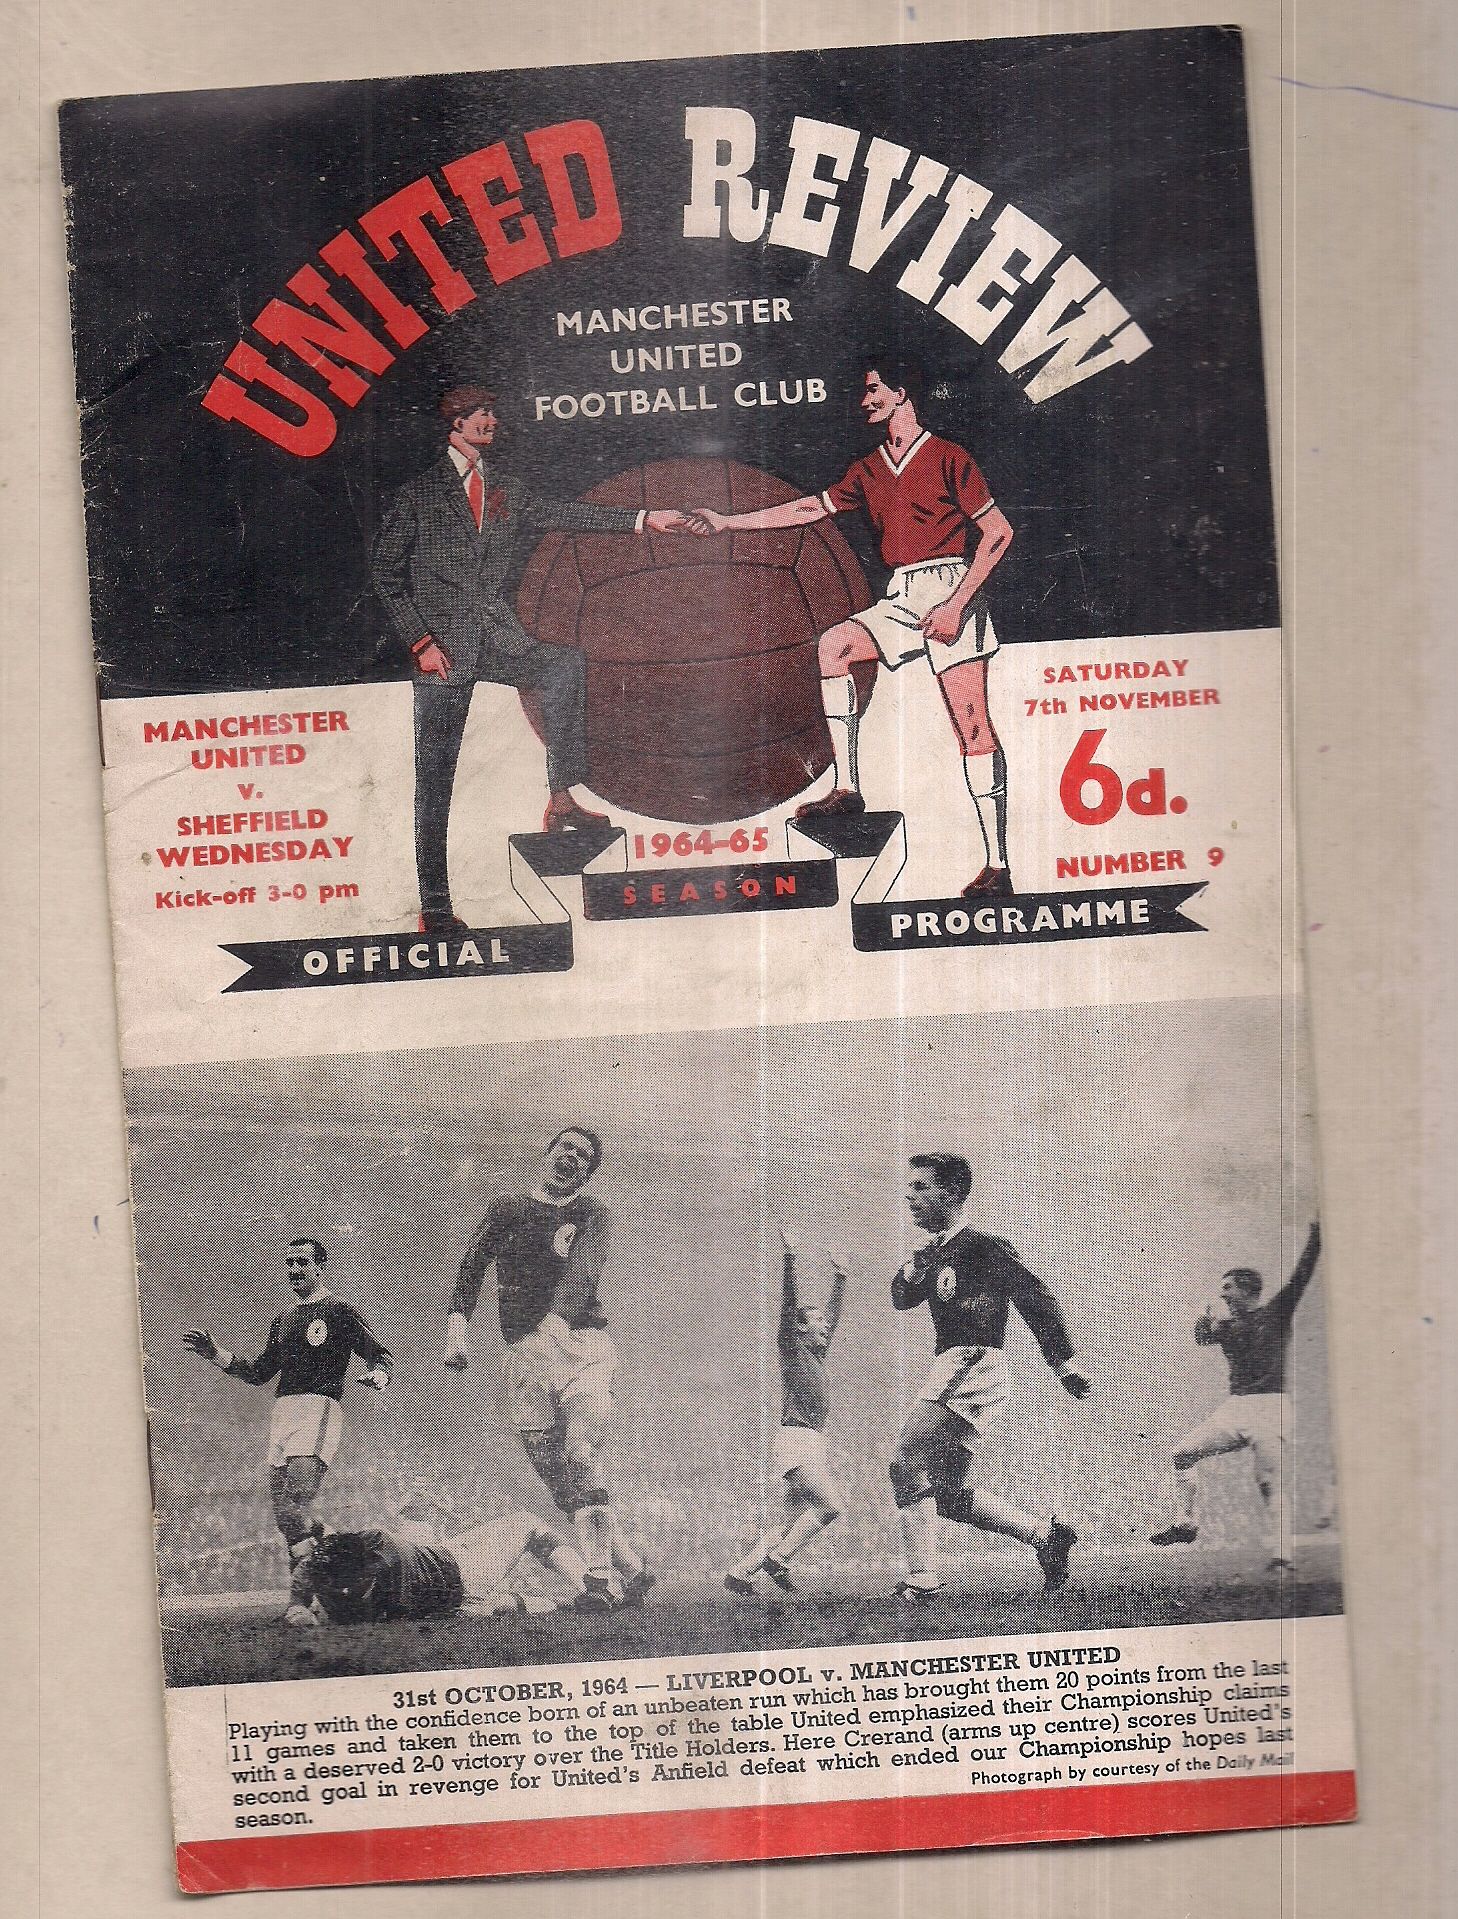 UNITED REVIEW
MANCHESTER
UNITED
FOOTBALL CLUB
MANCHESTER
UNITED
v.
SHEFFIELD
WEDNESDAY
Kick-off 3-0 pm
SATURDAY
7th NOVEMBER
6d.
NUMBER 9
1964-65
SEASON
OFFICIAL
PROGRAMME
31st OCTOBER, 1964 — LIVERPOOL v. MANCHESTER UNITED
Playing with the confidence born of an unbeaten run which has brought them 20 points from the last
11 games and taken them to the top of the table United emphasized their Championship claims
with a deserved 2-0 victory over the Title Holders. Here Crerand (arms up centre) scores United's
second goal in revenge for United's Anfield defeat which ended our Championship hopes last
season.
Photograph by courtesy of the Daily Mail